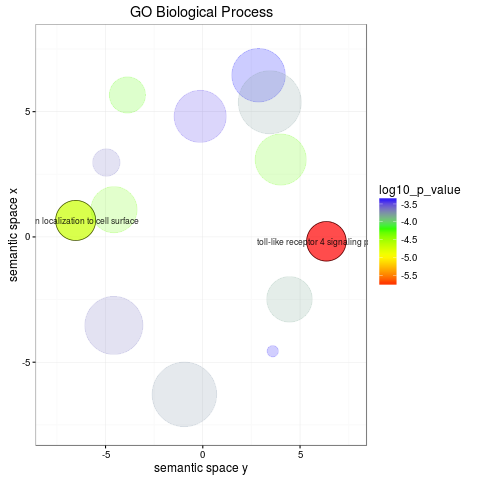 GO Biological Process
semantic space x
5
0
-5
n localization to cell surface
toll-like receptor 4 signaling p
-5
0
5
semantic space y
log10_p_value
-3.5
-4.0
-4.5
-5.0
-5.5